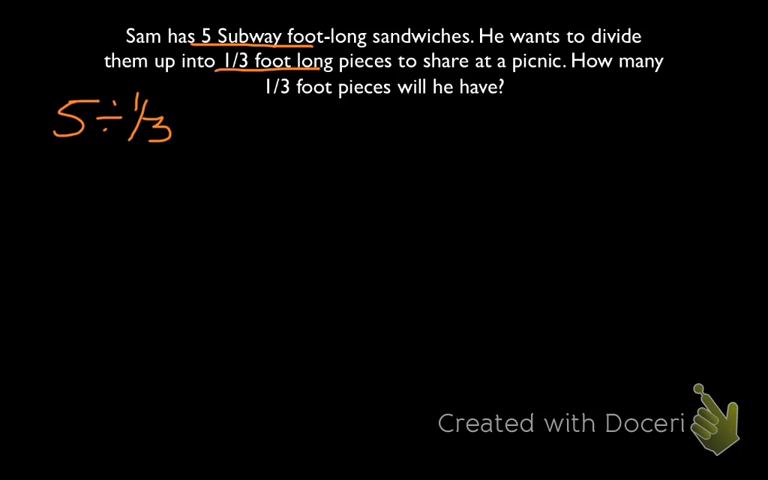 Sam has 5 Subway foot-long sandwiches. He wants to divide
them up into 1/3 foot long pieces to share at a picnic. How many
1/3 foot pieces will he have?
5 ÷ 1/3
Created with Doceri